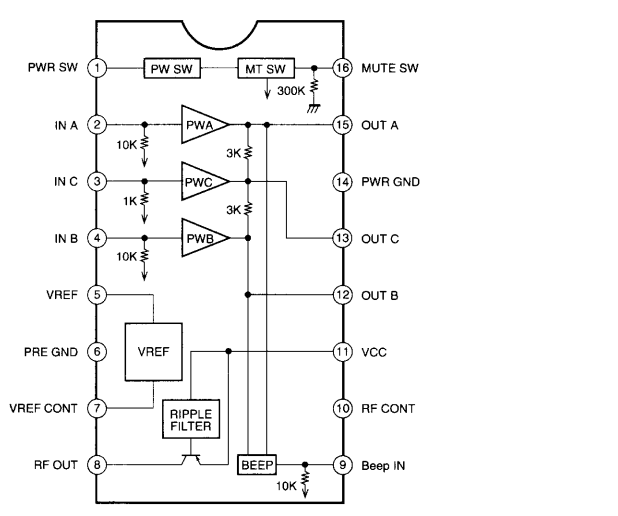 PWR SW 1 PW SW MT SW 16 MUTE SW
300K
IN A 2 PWA 15 OUT A
10K 3K
IN C 3 PWC 14 PWR GND
1K 3K
IN B 4 PWB 13 OUT C
10K
VREF 5 12 OUT B
PRE GND 6 VREF 11 VCC
VREF CONT 7 10 RF CONT
RIPPLE
FILTER
RF OUT 8 BEEP 9 Beep IN
10K